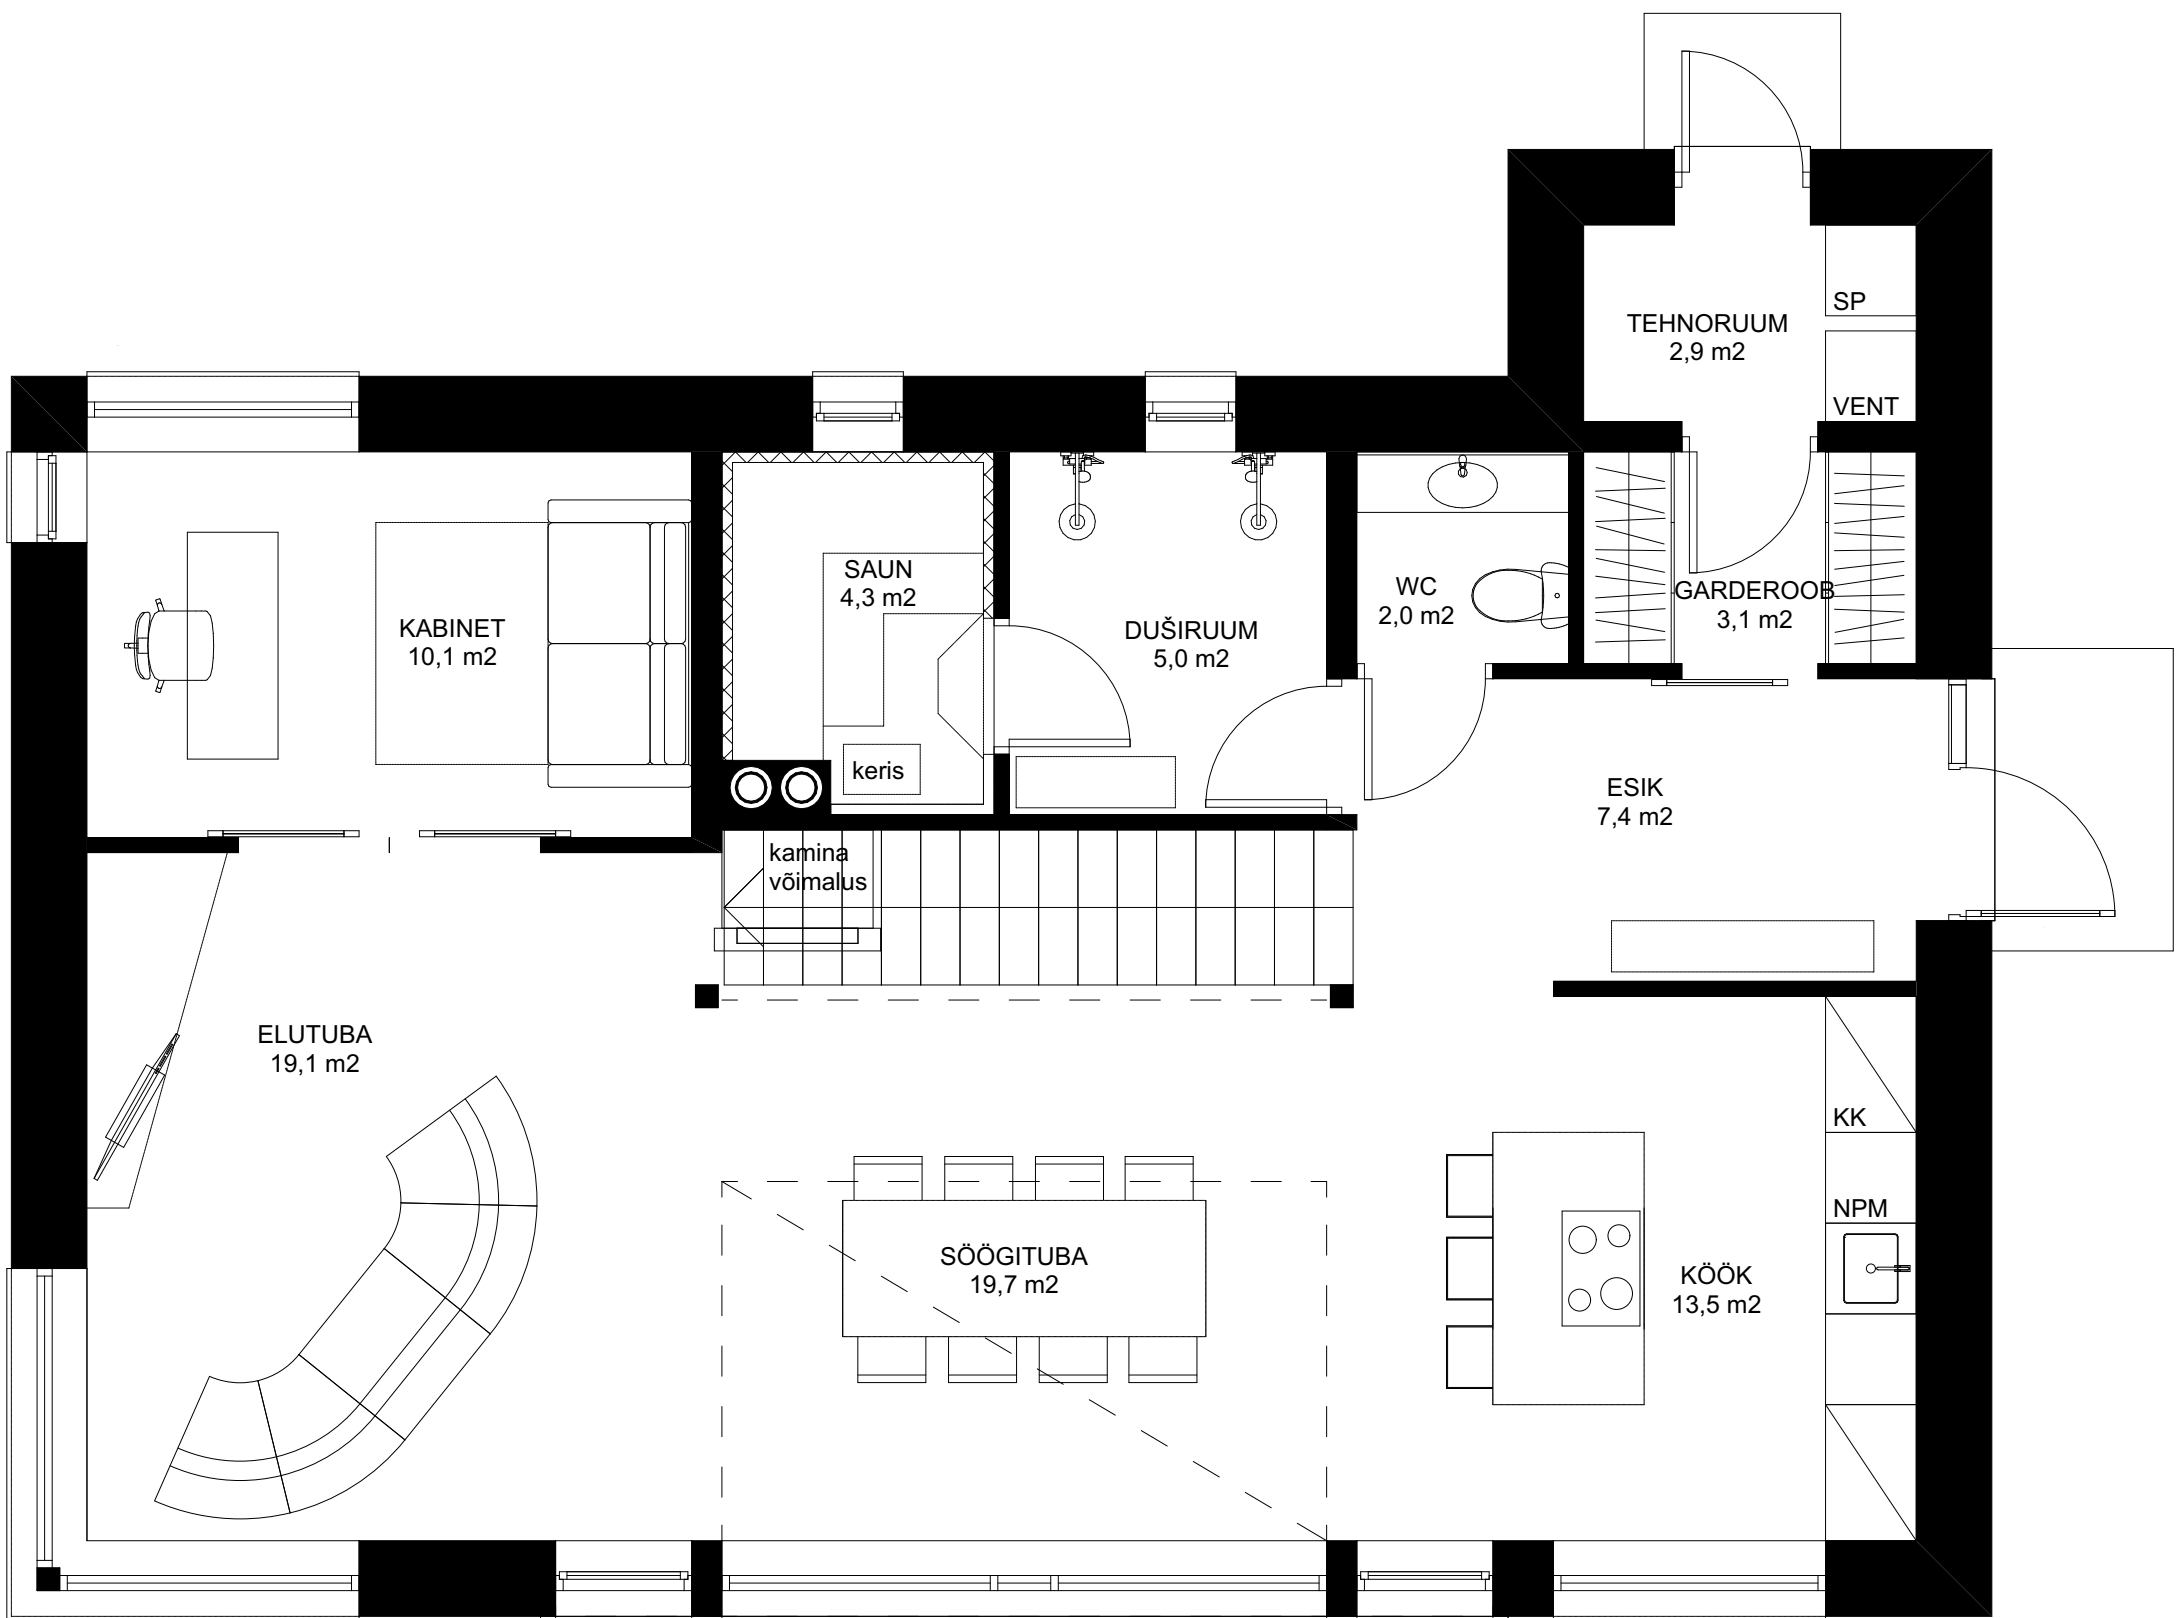 SP
TEHNORUUM
2,9 m2
VENT
SAUN
4,3 m2
WC
2,0 m2
GARDEROOB
3,1 m2
KABINET
10,1 m2
DUŠIRUUM
5,0 m2
keris
ESIK
7,4 m2
kamina
võimalus
ELUTUBA
19,1 m2
KK
NPM
SÖÖGITUBA
19,7 m2
KÖÖK
13,5 m2